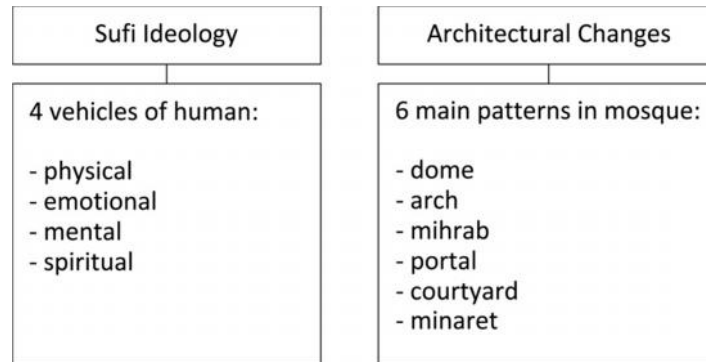 Sufi Ideology
4 vehicles of human:
- physical
- emotional
- mental
- spiritual
Architectural Changes
6 main patterns in mosque:
- dome
- arch
- mihrab
- portal
- courtyard
- minaret